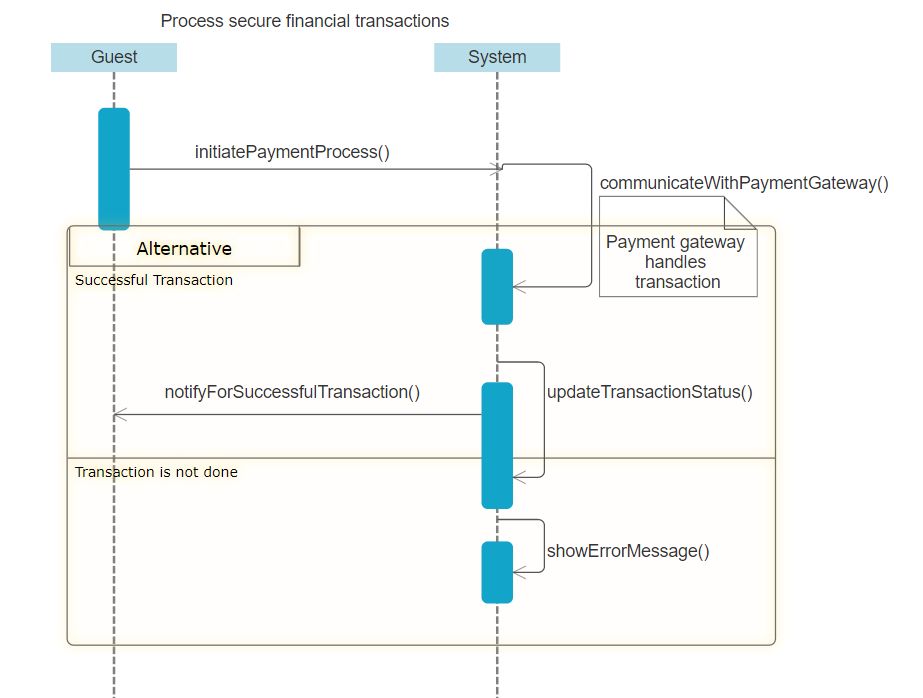 Process secure financial transactions
Guest
System
initiatePaymentProcess()
communicateWithPaymentGateway()
Payment gateway
handles
transaction
Alternative
Successful Transaction
notifyForSuccessfulTransaction()
updateTransactionStatus()
Transaction is not done
showErrorMessage()